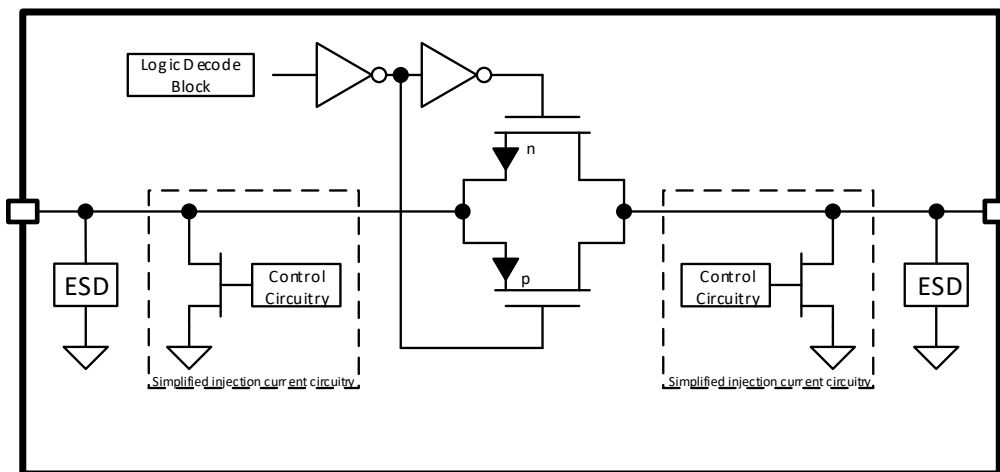 Logic Decode
Block
n
p
ESD
Control
Circuitry
Simplified injection current circuitry
Control
Circuitry
ESD
Simplified injection current circuitry